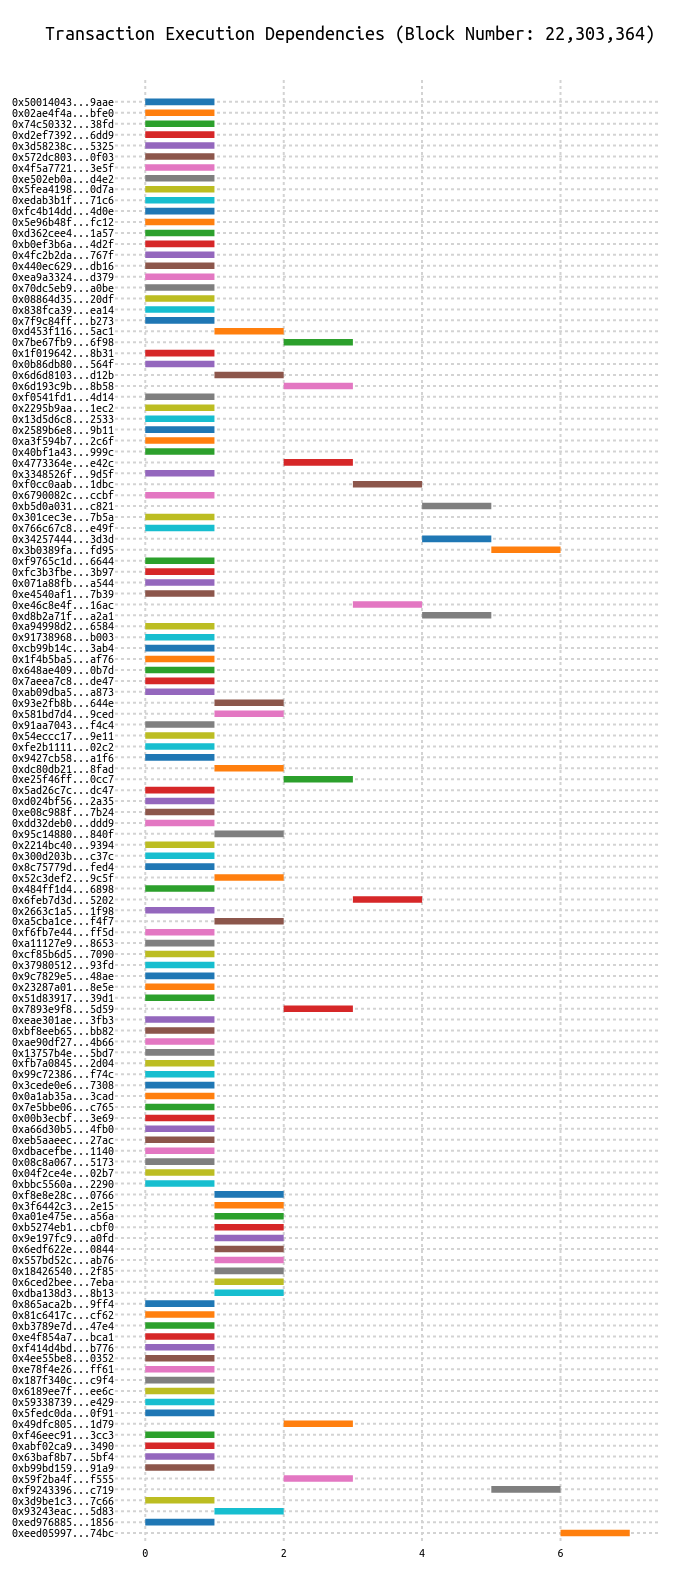 Transaction Execution Dependencies (Block Number: 22,303,364)
0x50014043...9aae
0x02ae4f4a...bfe0
0x74c50332...38fd
0xd2ef7392...6dd9
0x3d58238c...5325
0x572dc803...0f03
0x4f5a7721...3e5f
0xe502eb0a...d4e2
0x5fea4198...0d7a
0xedab3b1f...71c6
0xfc4b14dd...4d0e
0x5e96b48f...fc12
0xd362cee4...1a57
0xb0ef3b6a...4d2f
0x4fc2b2da...767f
0x440ec629...db16
0xea9a3324...d379
0x70dc5eb9...a0be
0x08864d35...20df
0x838fca39...ea14
0x7f9c84ff...b273
0xd453f116...5ac1
0x7be67fb9...6f98
0x1f019642...8b31
0x0b86db80...564f
0x6d6d8103...d12b
0x6d193c9b...8b58
0xf0541fd1...4d14
0x2295b9aa...1ec2
0x13d5d6c8...2533
0x2589b6e8...9b11
0xa3f594b7...2c6f
0x40bf1a43...999c
0x4773364e...e42c
0x3348526f...9d5f
0xf0cc0aab...1dbc
0x6790082c...ccbf
0xb5d0a031...c821
0x301cec3e...7b5a
0x766c67c8...e49f
0x34257444...3d3d
0x3b0389fa...fd95
0xf9765c1d...6644
0xfc3b3fbe...3b97
0x071a88fb...a544
0xe4540af1...7b39
0xe46c8e4f...16ac
0xd8b2a71f...a2a1
0xa94998d2...6584
0x91738968...b003
0xcb99b14c...3ab4
0x1f4b5ba5...af76
0x648ae409...0b7d
0x7aeea7c8...de47
0xab09dba5...a873
0x93e2fb8b...644e
0x581bd7d4...9ced
0x91aa7043...f4c4
0x54eccc17...9e11
0xfe2b1111...02c2
0x9427cb58...a1f6
0xdc80db21...8fad
0xe25f46ff...0cc7
0x5ad26c7c...dc47
0xd024bf56...2a35
0xe08c988f...7b24
0xdd32deb0...ddd9
0x95c14880...840f
0x2214bc40...9394
0x300d203b...c37c
0x8c75779d...fed4
0x52c3def2...9c5f
0x484ff1d4...6898
0x6feb7d3d...5202
0x2663c1a5...1f98
0xa5cba1ce...f4f7
0xf6fb7e44...ff5d
0xa11127e9...8653
0xcf85b6d5...7090
0x37980512...93fd
0x9c7829e5...48ae
0x23287a01...8e5e
0x51d83917...39d1
0x7893e9f8...5d59
0xeae301ae...3fb3
0xbf8eeb65...bb82
0xae90df27...4b66
0x13757b4e...5bd7
0xfb7a0845...2d04
0x99c72386...f74c
0x3cede0e6...7308
0x0a1ab35a...3cad
0x7e5bbe06...c765
0x00b3ecbf...3e69
0xa66d30b5...4fb0
0xeb5aaeec...27ac
0xdbacefbe...1140
0x08c8a067...5173
0x04f2ce4e...02b7
0xbbc5560a...2290
0xf8e8e28c...0766
0x3f6442c3...2e15
0xa01e475e...a56a
0xb5274eb1...cbf0
0x9e197fc9...a0fd
0x6edf622e...0844
0x557bd52c...ab76
0x18426540...2f85
0x6ced2bee...7eba
0xdba138d3...8b13
0x865aca2b...9ff4
0x81c6417c...cf62
0xb3789e7d...47e4
0xe4f854a7...bca1
0xf414d4bd...b776
0x4ee55be8...0352
0xe78f4e26...ff61
0x187f340c...c9f4
0x6189ee7f...ee6c
0x59338739...e429
0x5fedc0da...0f91
0x49dfc805...1d79
0xf46eec91...3cc3
0xabf02ca9...3490
0x63baf8b7...5bf4
0xb99bd159...91a9
0x59f2ba4f...f555
0xf9243396...c719
0x3d9be1c3...7c66
0x93243eac...5d83
0xed976885...1856
0xeed05997...74bc
0 2 4 6